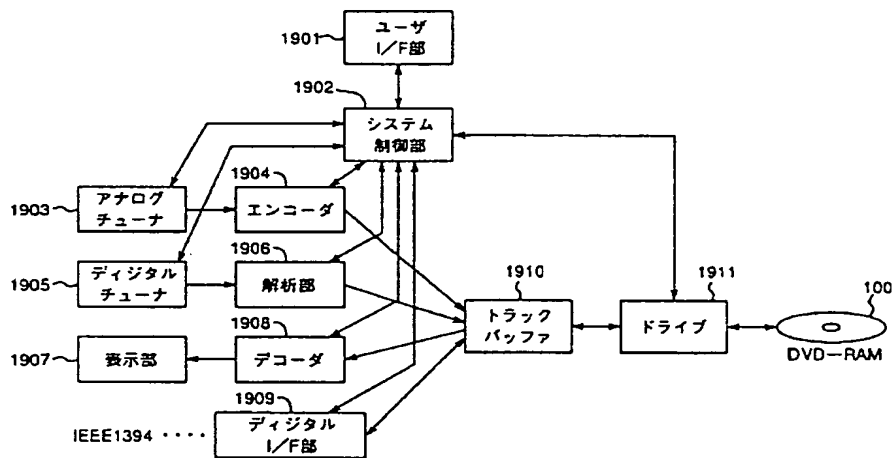 1901
ユーザ
I/F部
1902
システム
制御部
1903
アナログ
チューナ
1904
エンコーダ
1905
ディジタル
チューナ
1906
解析部
1907
表示部
1908
デコーダ
1909
ディジタル
I/F部
IEEE1394 ····
1910
トラック
バッファ
1911
ドライブ
100
DVD-RAM